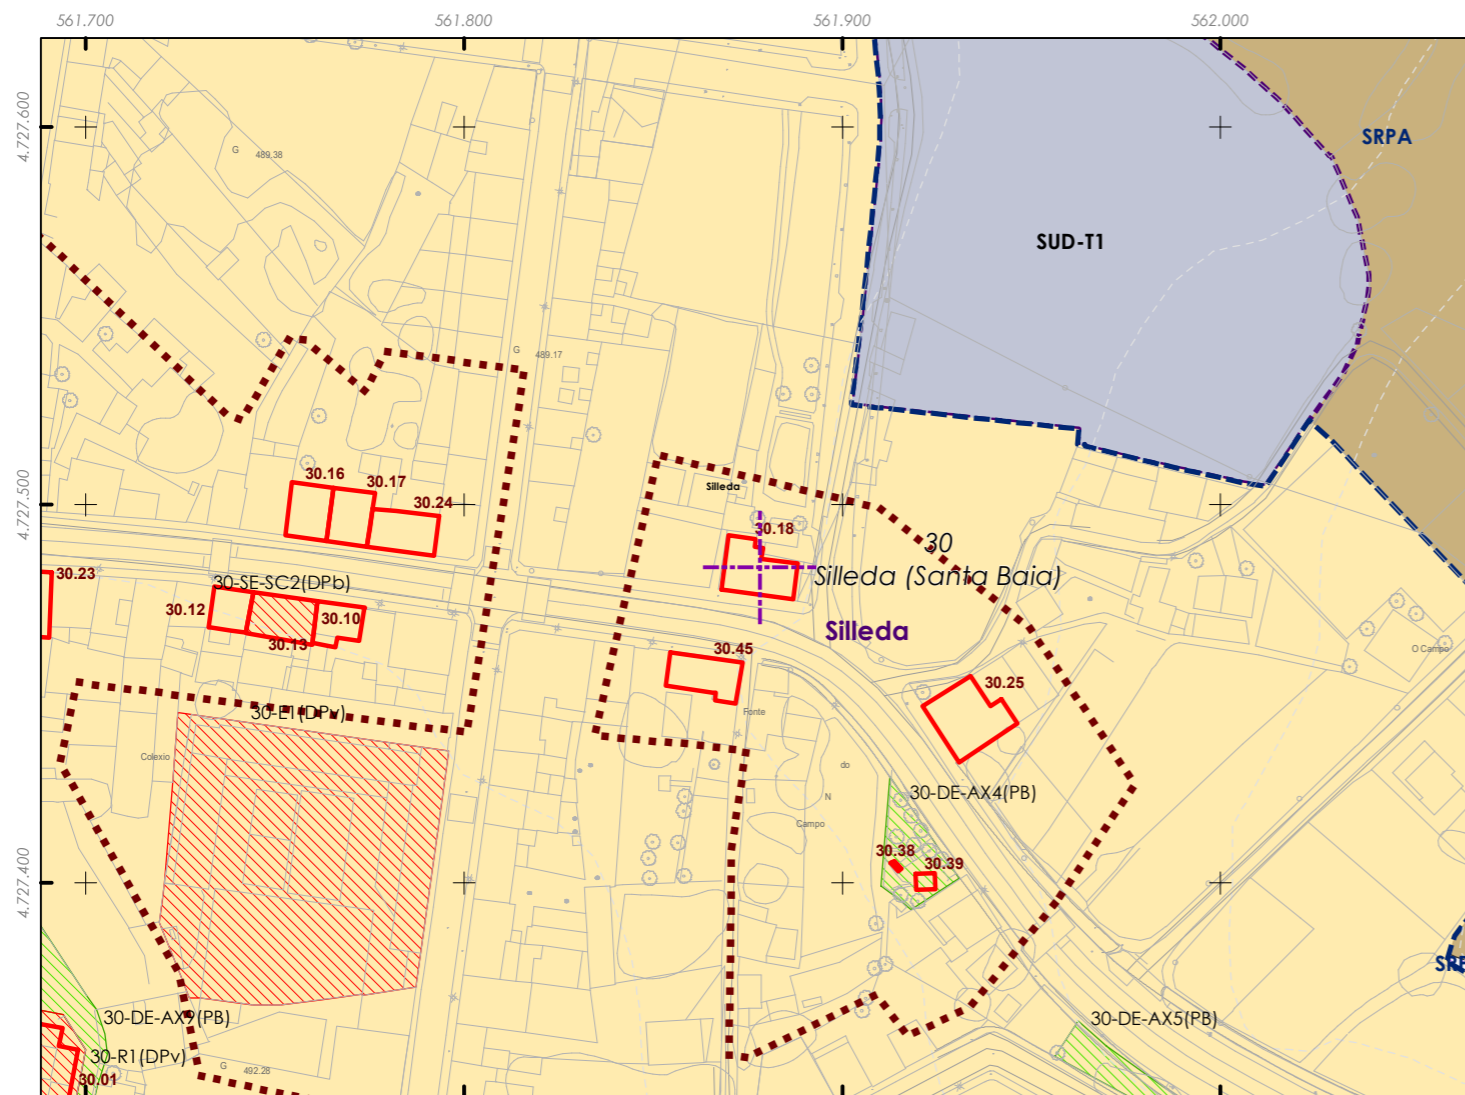 561.700
561.800
561.900
562.000
4.727.600
SRPA
G 489.38
SUD-T1
G 489.17
30.16
30.17
Silleda
30.24
4.727.500
30.18
30
30.23
30-SE-SC2(DPb)
Silleda (Santa Baia)
30.12
30.10
30.13
Silleda
30.45
O Campo
30.25
30-E1(DPv)
Fonte
Colexio
do
30-DE-AX4(PB)
N
Campo
30.38
30.39
4.727.400
30-DE-AX9(PB)
30-DE-AX5(PB)
30-R1(DPv)
G 492.28
30.01